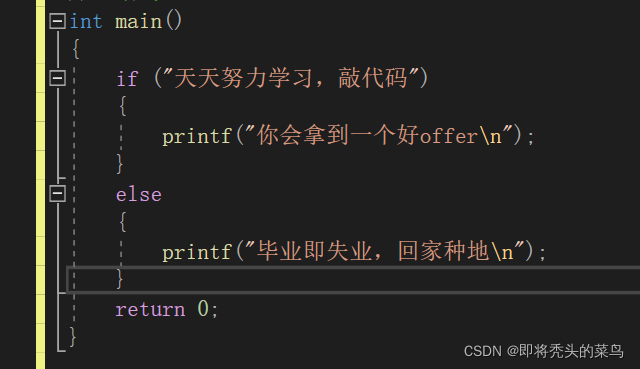 int main()
{
if ("天天努力学习，敲代码")
{
printf("你会拿到一个好offer\n");
}
else
{
printf("毕业即失业，回家种地\n");
}
return 0;
}
CSDN @即将秃头的菜鸟